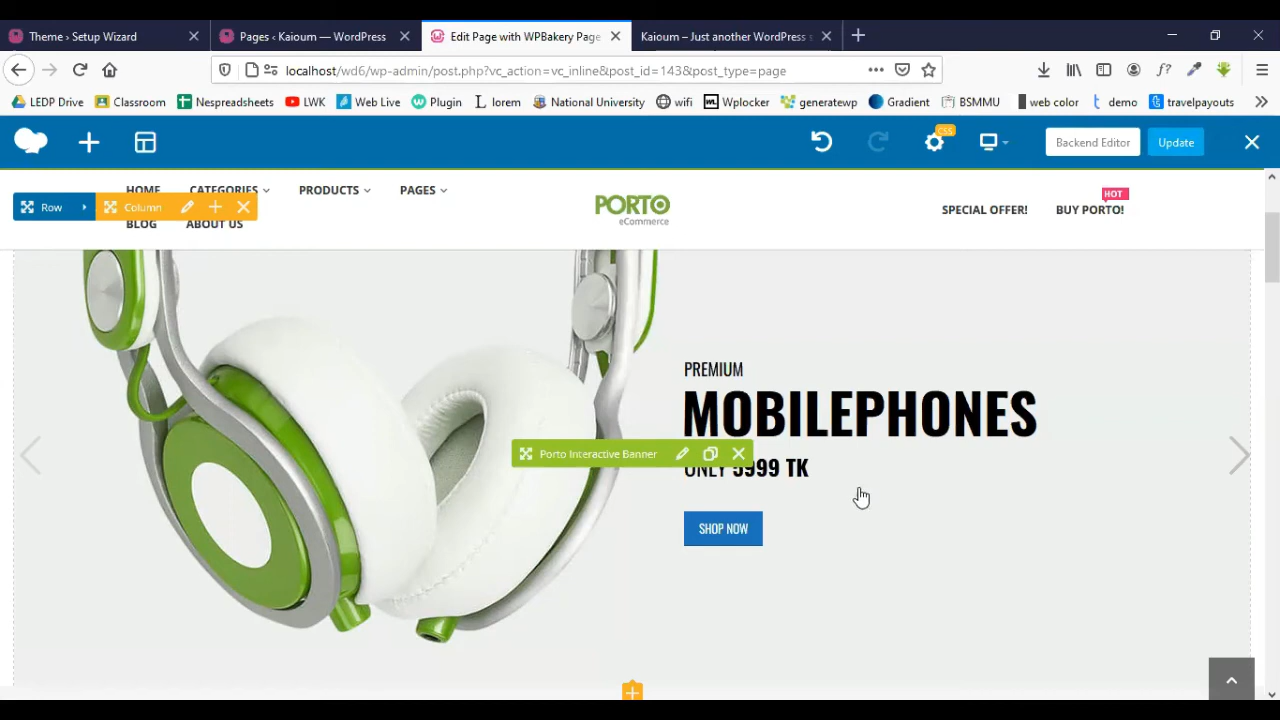 Theme › Setup Wizard
Pages ‹ Kaioum — WordPress
Edit Page with WPBakery Page
Kaioum – Just another WordPress s
localhost/wd6/wp-admin/post.php?vc_action=vc_inline&post_id=143&post_type=page
LEDP Drive
Classroom
Nespreadsheets
LWK
Web Live
Plugin
lorem
National University
wifi
Wplocker
generatewp
Gradient
BSMMU
web color
demo
travelpayouts
CSS
Backend Editor
Update
HOME
CATEGORIES
PRODUCTS
PAGES
Row
Column
BLOG
ABOUT US
PORTO
eCommerce
SPECIAL OFFER!
HOT
BUY PORTO!
PREMIUM
MOBILEPHONES
Porto Interactive Banner
ONLY 5999 TK
SHOP NOW